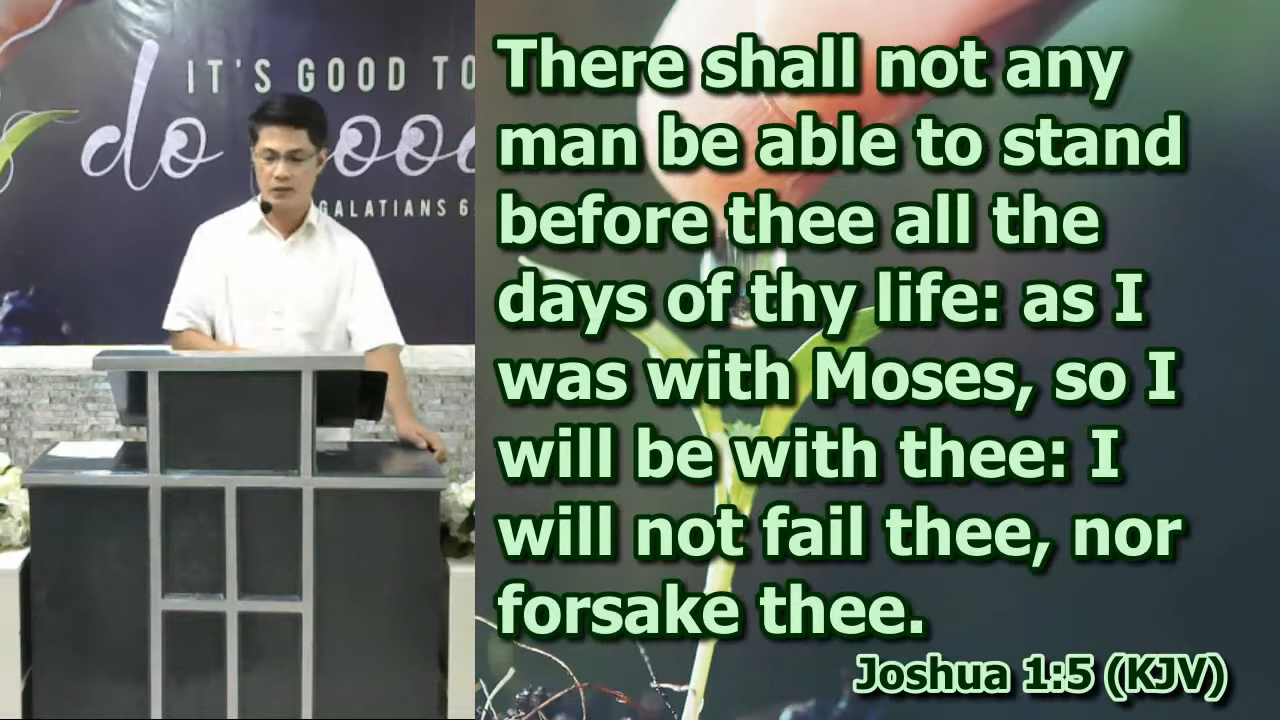 IT'S GOOD TO
do
GALATIANS 6
There shall not any
man be able to stand
before thee all the
days of thy life: as I
was with Moses, so I
will be with thee: I
will not fail thee, nor
forsake thee.
Joshua 1:5 (KJV)